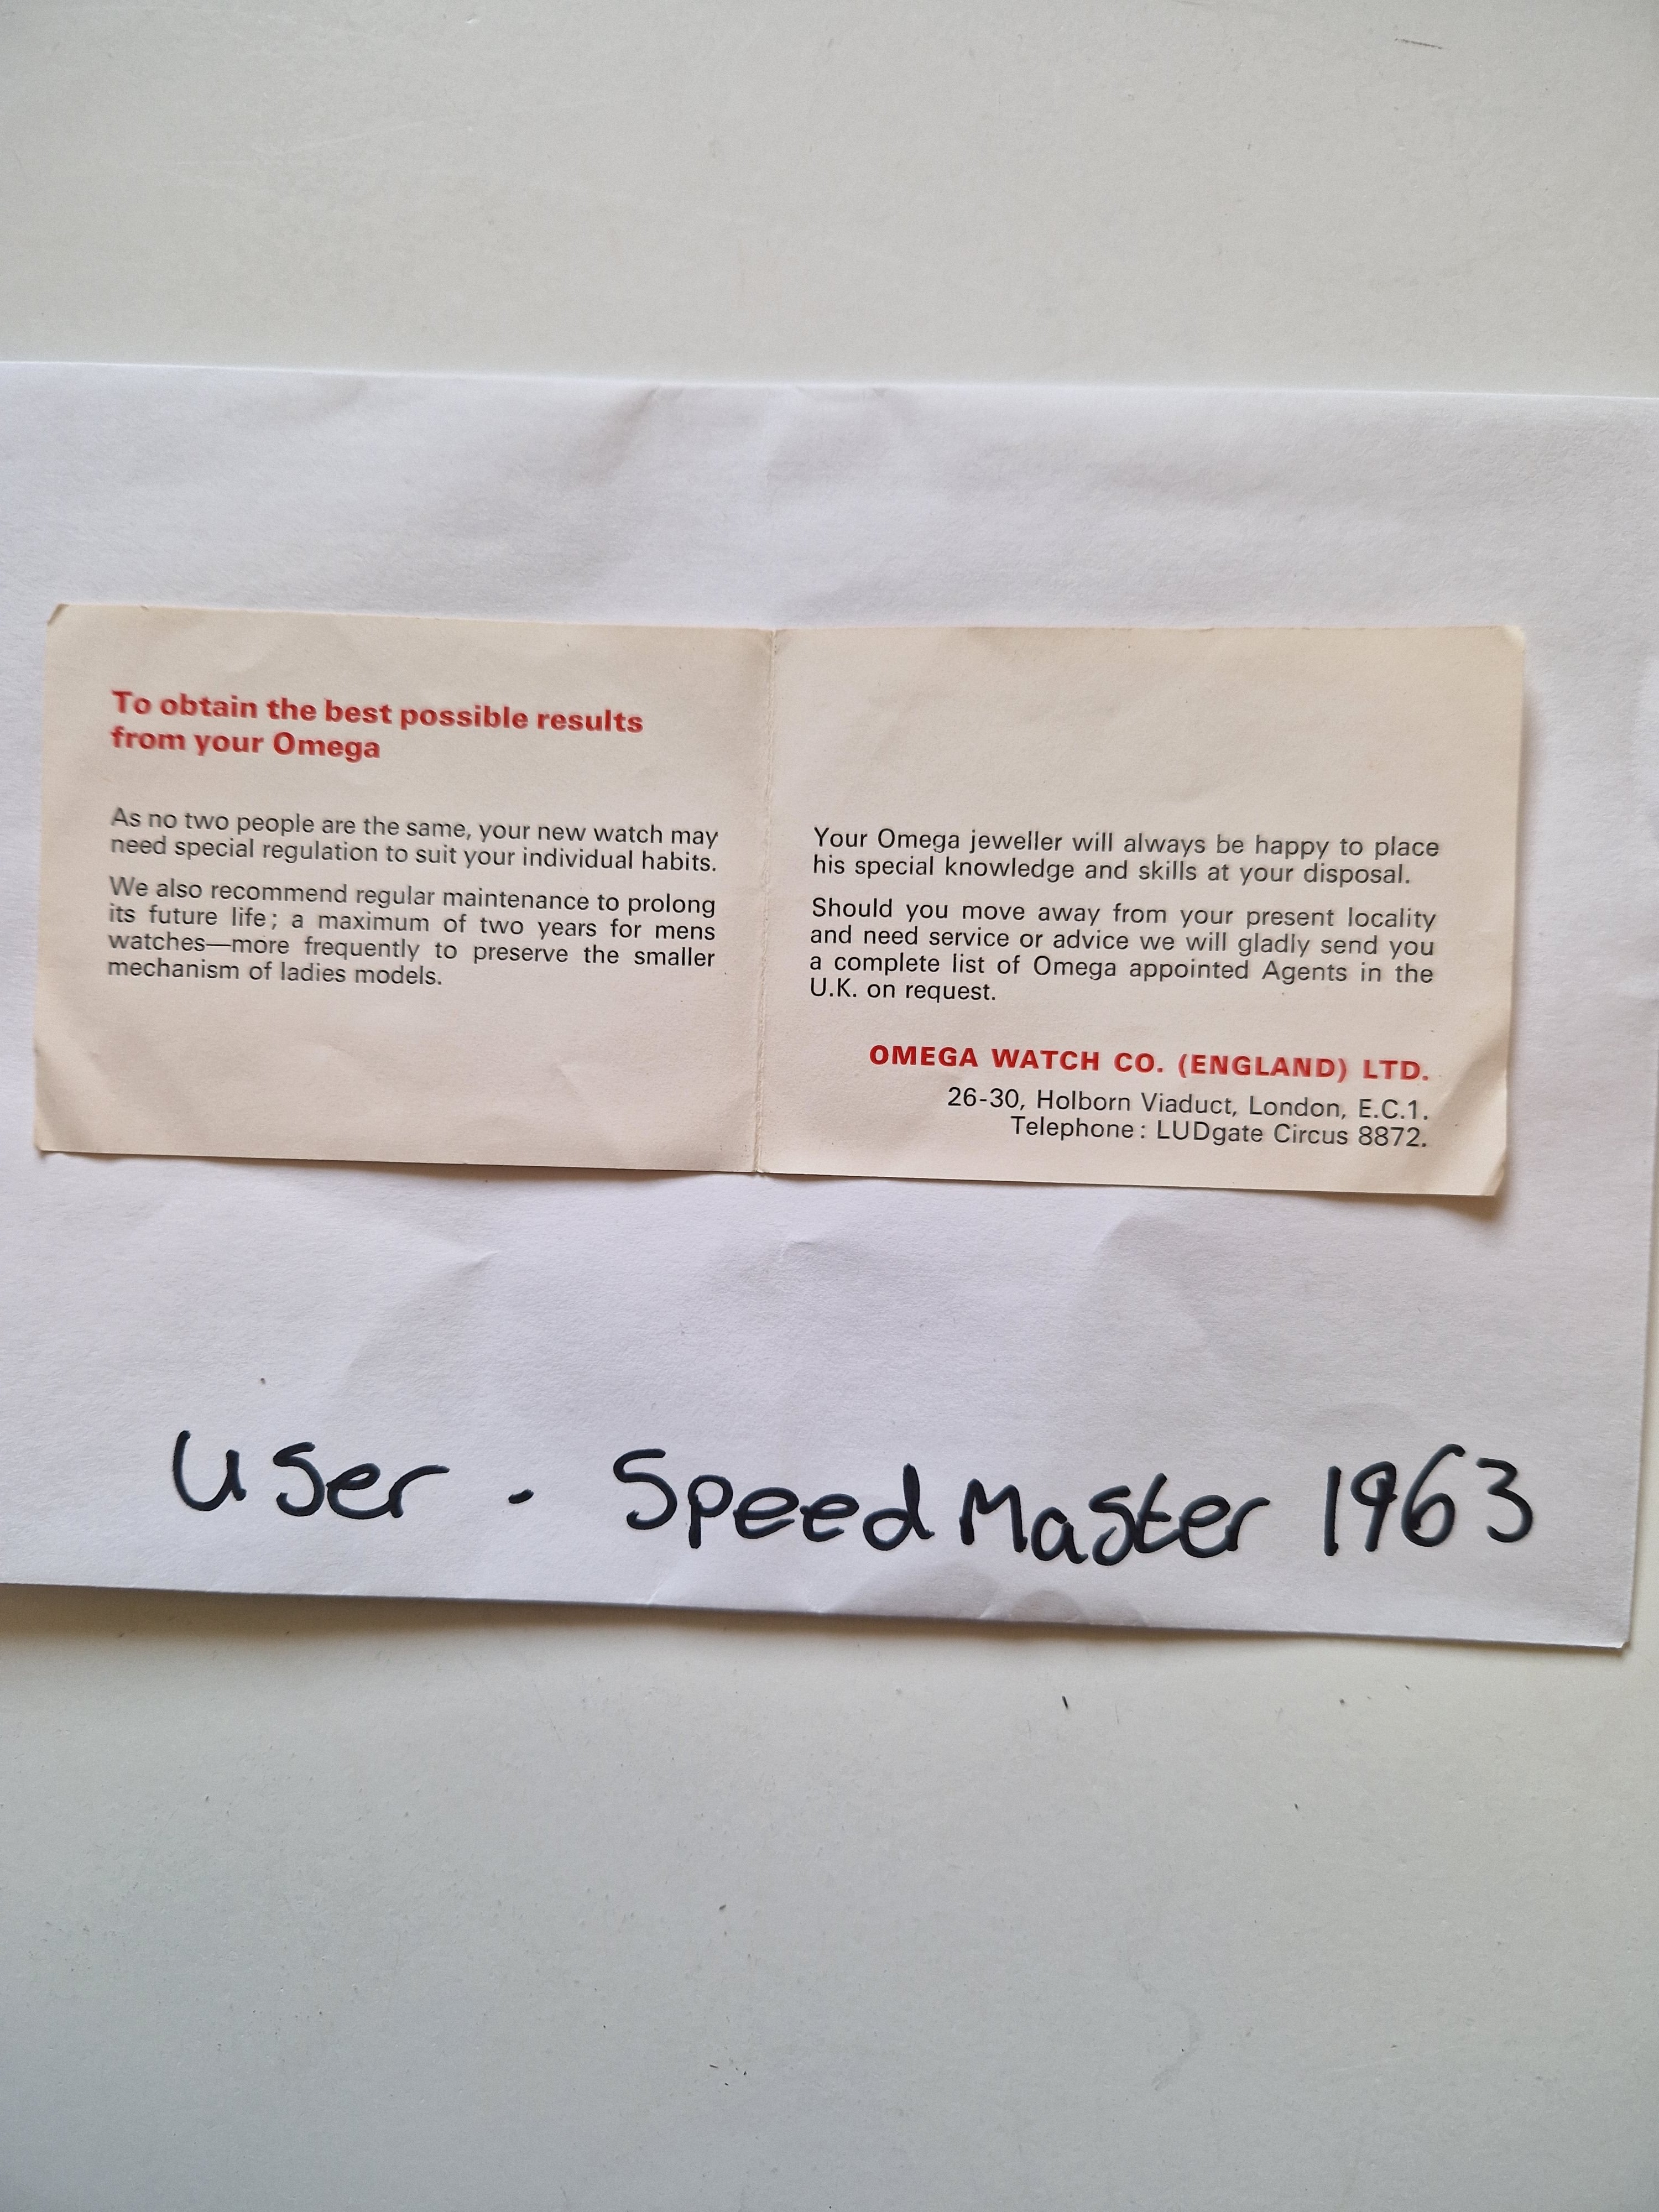 To obtain the best possible results
from your Omega
As no two people are the same, your new watch may
need special regulation to suit your individual habits.
We also recommend regular maintenance to prolong
its future life; a maximum of two years for mens
watches—more frequently to preserve the smaller
mechanism of ladies models.
Your Omega jeweller will always be happy to place
his special knowledge and skills at your disposal.
Should you move away from your present locality
and need service or advice we will gladly send you
a complete list of Omega appointed Agents in the
U.K. on request.
OMEGA WATCH CO. (ENGLAND) LTD.
26-30, Holborn Viaduct, London, E.C.1.
Telephone: LUDgate Circus 8872.
User - SpeedMaster 1963